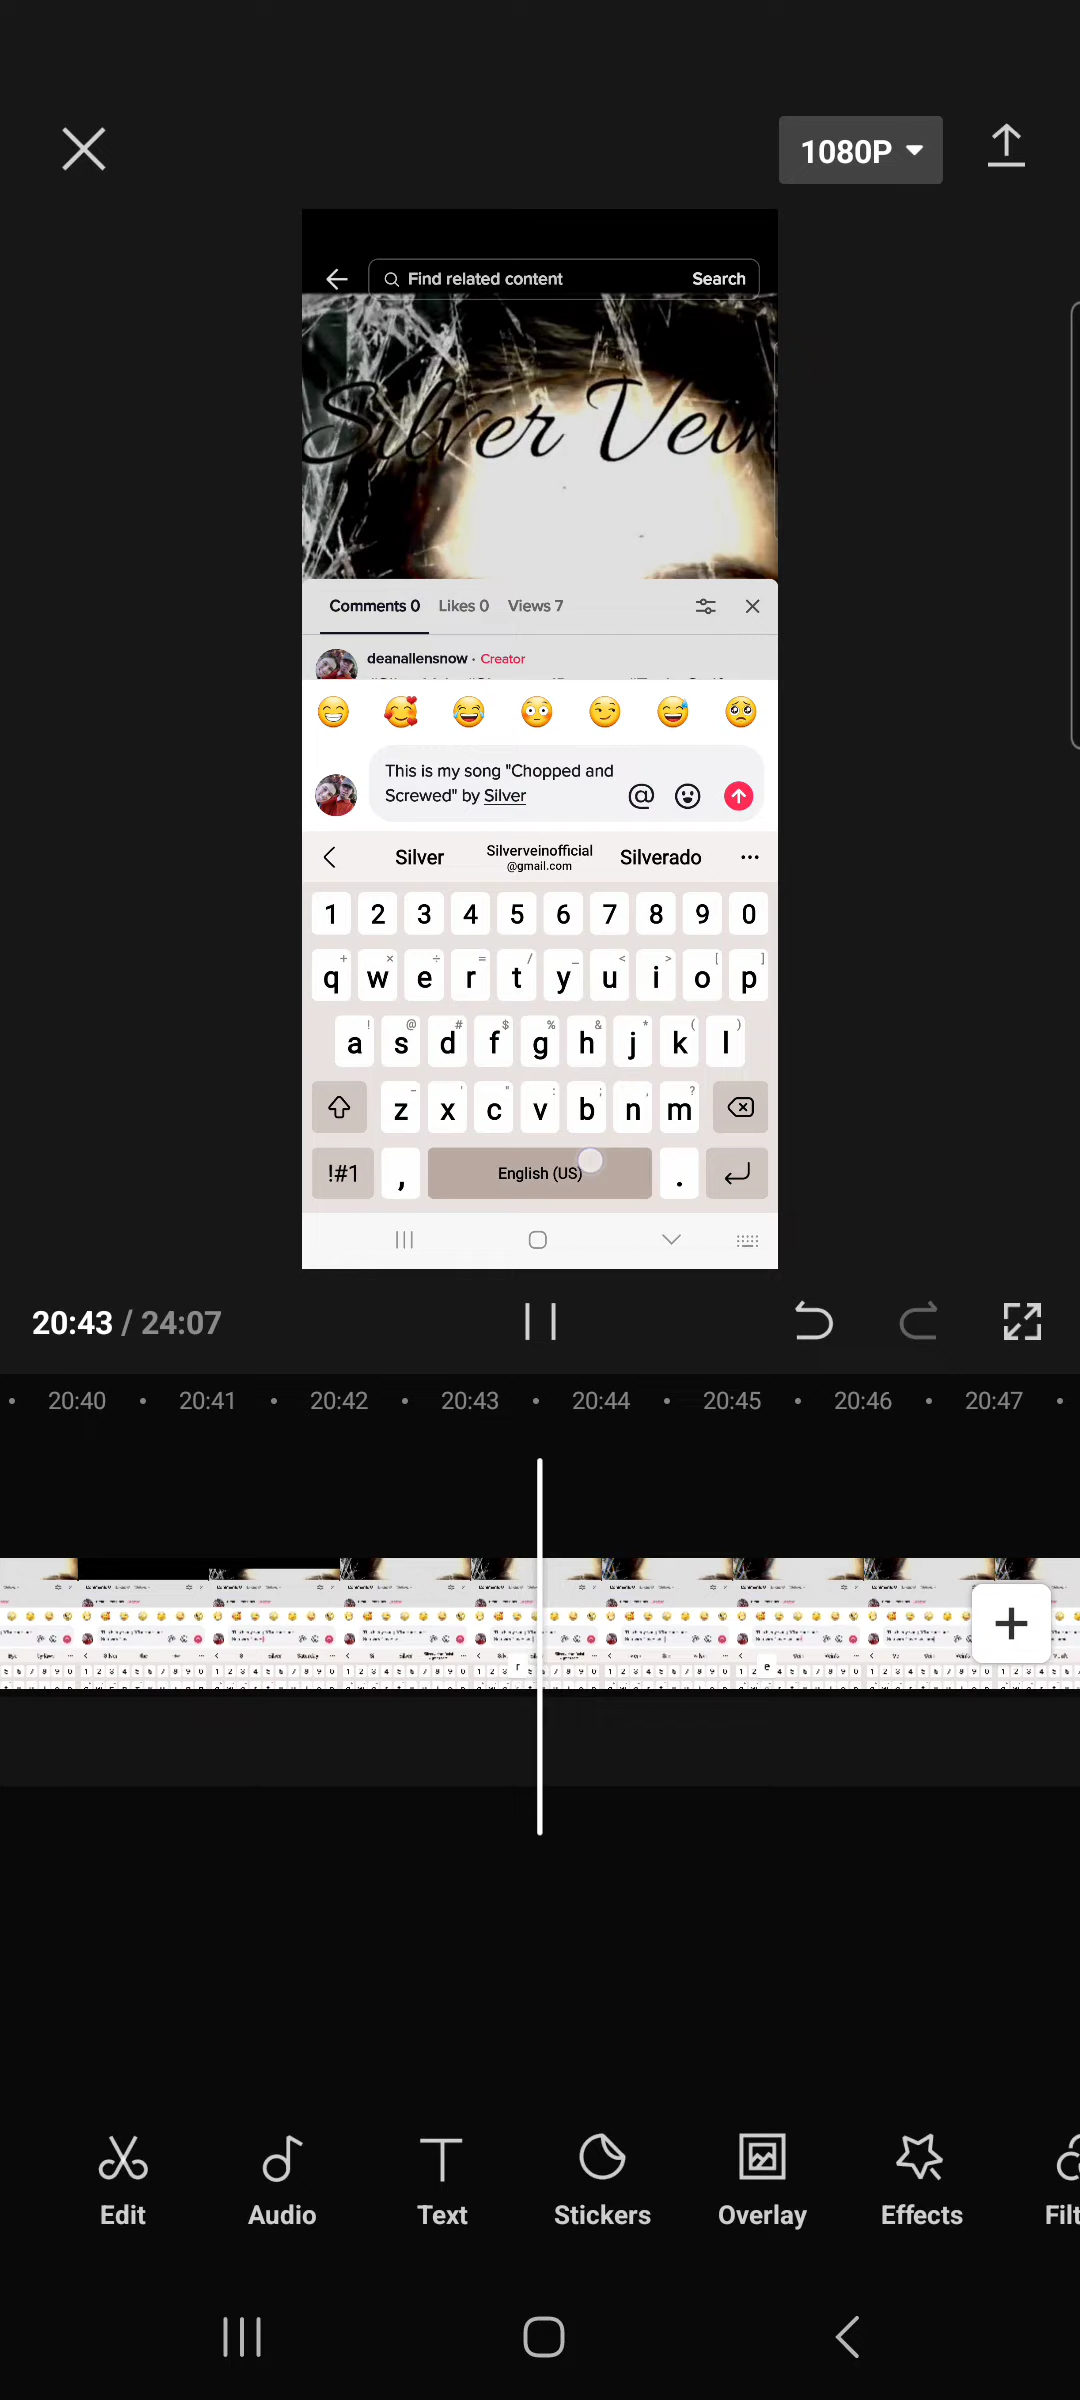 1080P
Find related content Search
Silver Vein
Comments 0 Likes 0 Views 7
deanallensnow · Creator
This is my song "Chopped and
Screwed" by Silver
Silver Silverveinofficial @gmail.com Silverado ...
1 2 3 4 5 6 7 8 9 0
q w e r t y u i o p
a s d f g h j k l
z x c v b n m
!#1 , English (US) .
20:43 / 24:07
20:40 20:41 20:42 20:43 20:44 20:45 20:46 20:47
Edit Audio Text Stickers Overlay Effects Filt